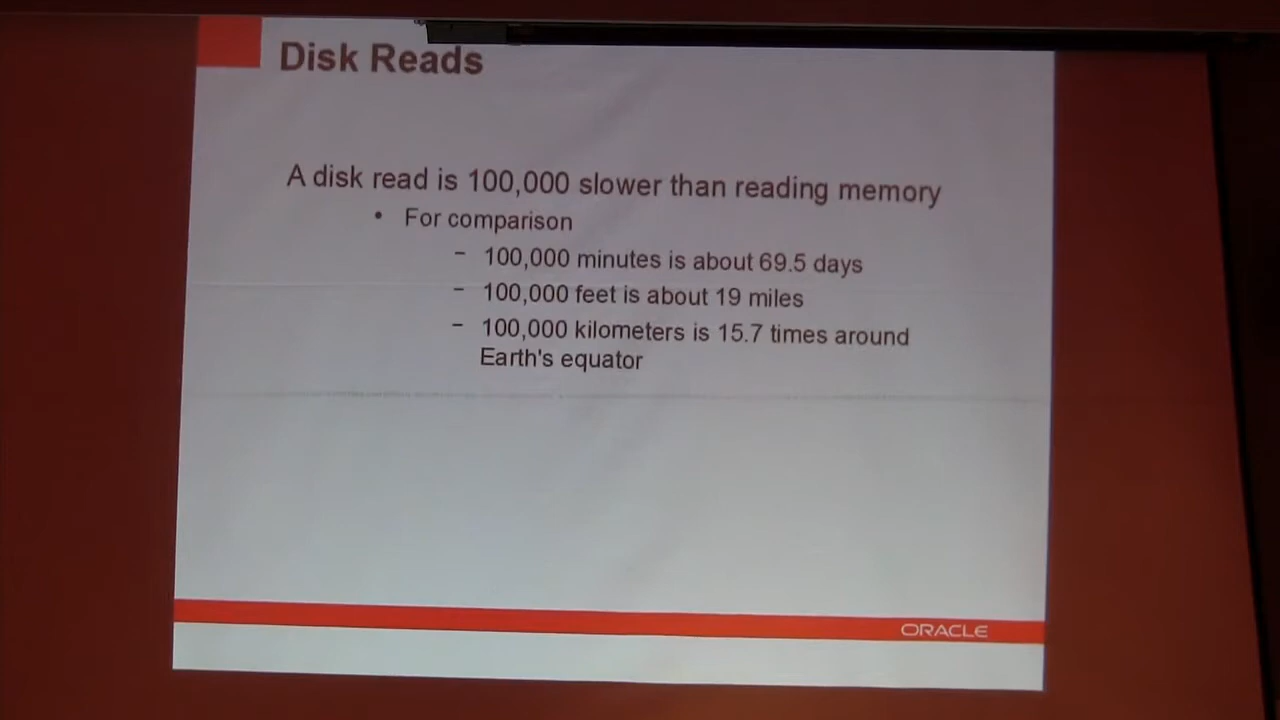 Disk Reads
A disk read is 100,000 slower than reading memory
• For comparison
– 100,000 minutes is about 69.5 days
– 100,000 feet is about 19 miles
– 100,000 kilometers is 15.7 times around
Earth's equator
ORACLE